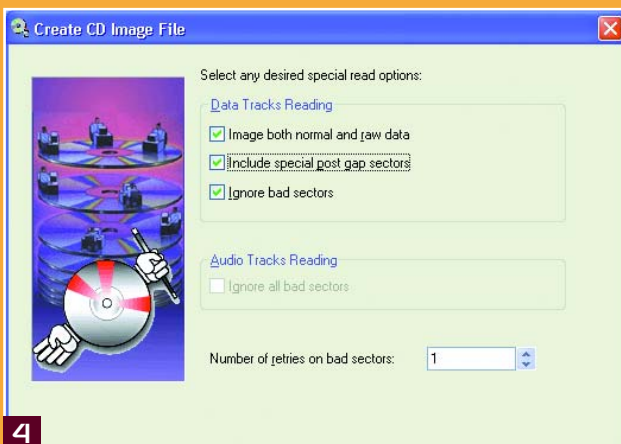 Create CD Image File
Select any desired special read options:
Data Tracks Reading
Image both normal and raw data
Include special post gap sectors
Ignore bad sectors
Audio Tracks Reading
Ignore all bad sectors
Number of retries on bad sectors: 1
4